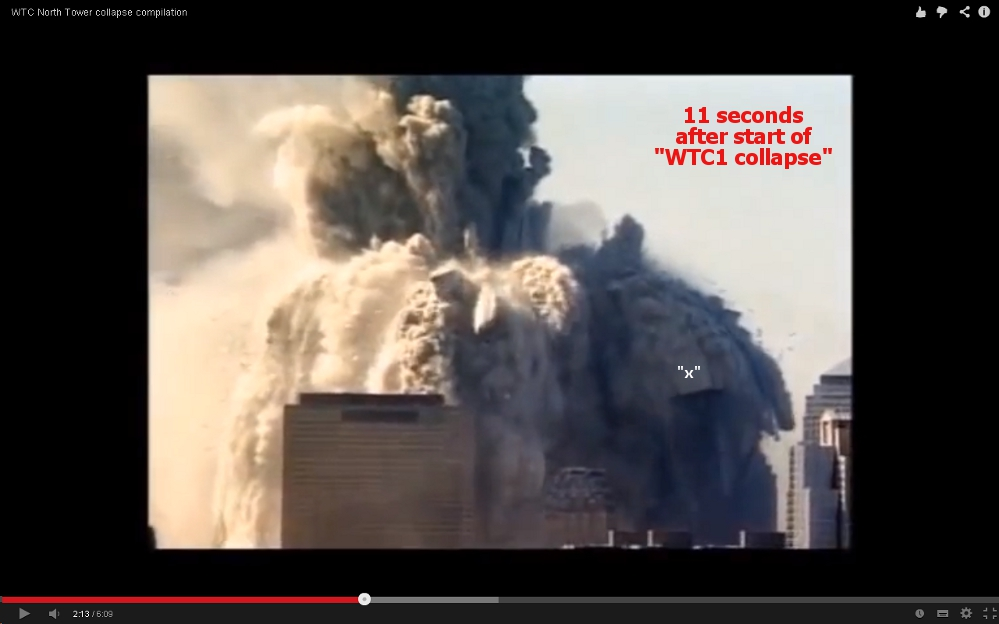 WTC North Tower collapse compilation
11 seconds
after start of
"WTC1 collapse"
"x"
2:13 / 6:09